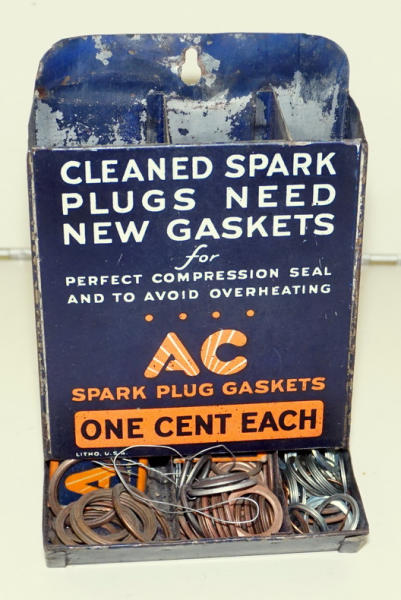 CLEANED SPARK
PLUGS NEED
NEW GASKETS
for
PERFECT COMPRESSION SEAL
AND TO AVOID OVERHEATING
AC
SPARK PLUG GASKETS
ONE CENT EACH
LITHO. U.S.A.